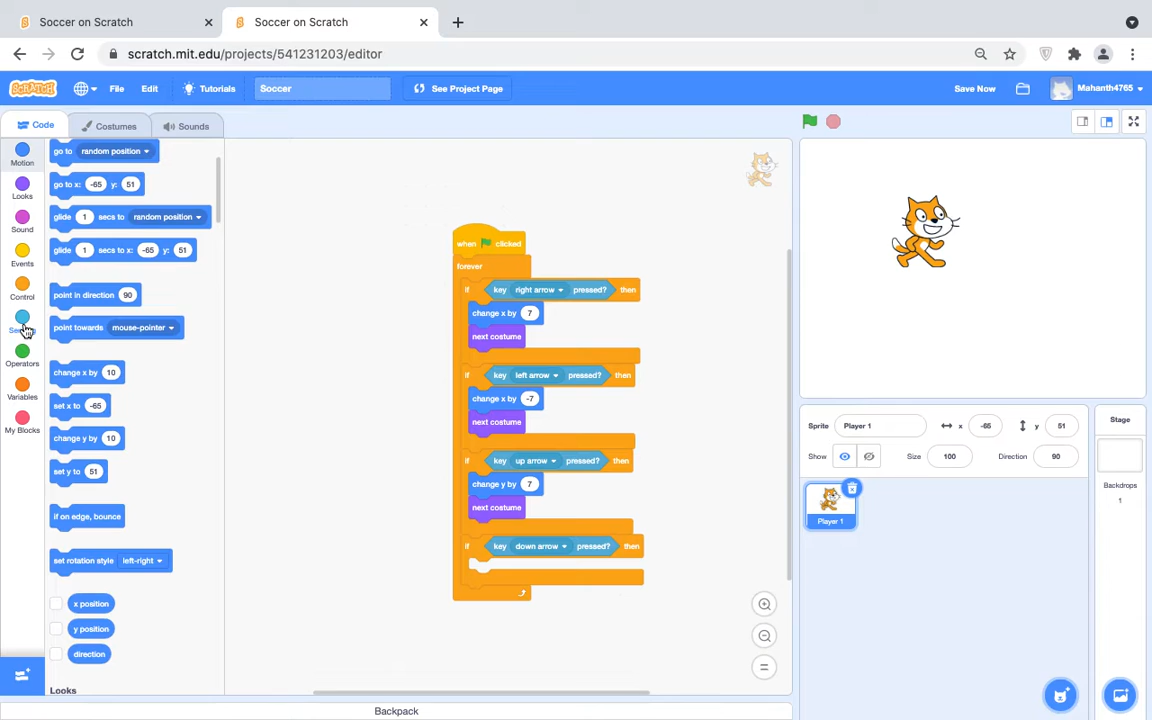 Soccer on Scratch
Soccer on Scratch
scratch.mit.edu/projects/541231203/editor
SCRATCH File Edit Tutorials Soccer See Project Page Save Now Mahanth4765
Code Costumes Sounds
Motion
Looks
Sound
Events
Control
Operators
Variables
My Blocks
go to random position
go to x: -65 y: 51
glide 1 secs to random position
glide 1 secs to x: -65 y: 51
point in direction 90
point towards mouse-pointer
change x by 10
set x to -65
change y by 10
set y to 51
if on edge, bounce
set rotation style left-right
x position
y position
direction
Looks
when clicked
forever
if key right arrow pressed? then
change x by 7
next costume
if key left arrow pressed? then
change x by -7
next costume
if key up arrow pressed? then
change y by 7
next costume
if key down arrow pressed? then
Backpack
Sprite Player 1 x -65 y 51
Show Size 100 Direction 90
Player 1
Stage
Backdrops
1